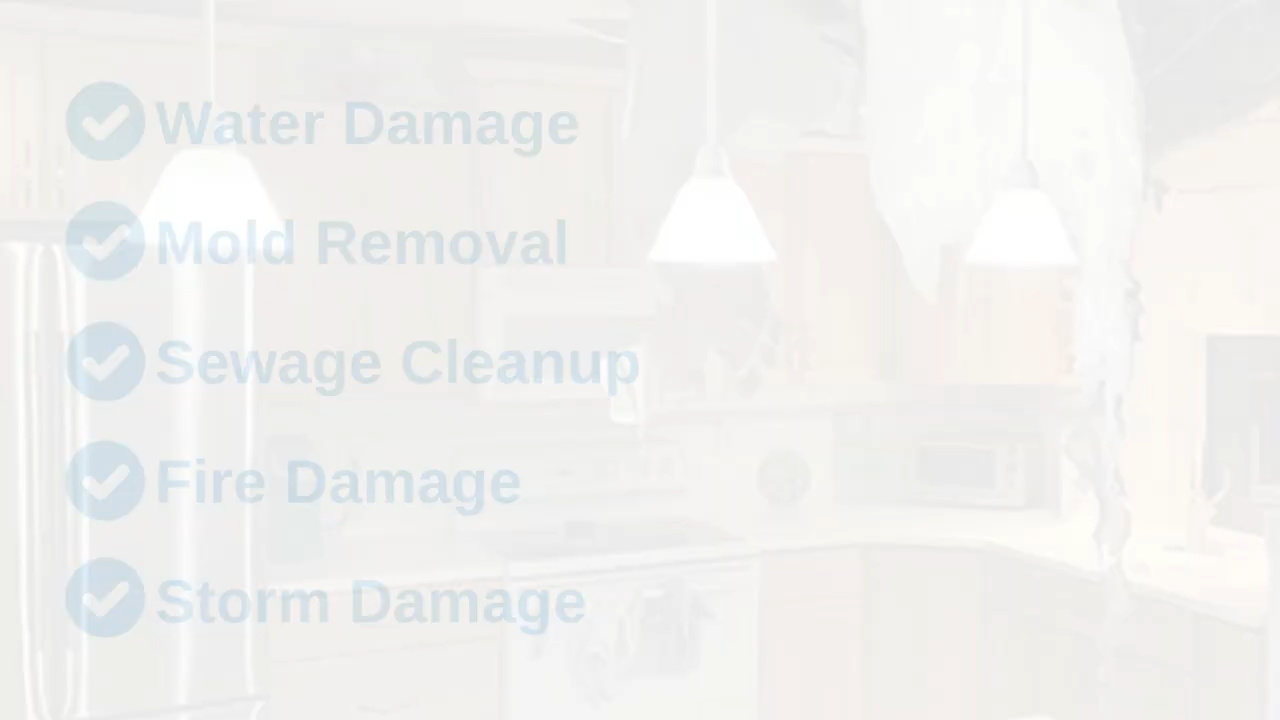 Water Damage
Mold Removal
Sewage Cleanup
Fire Damage
Storm Damage